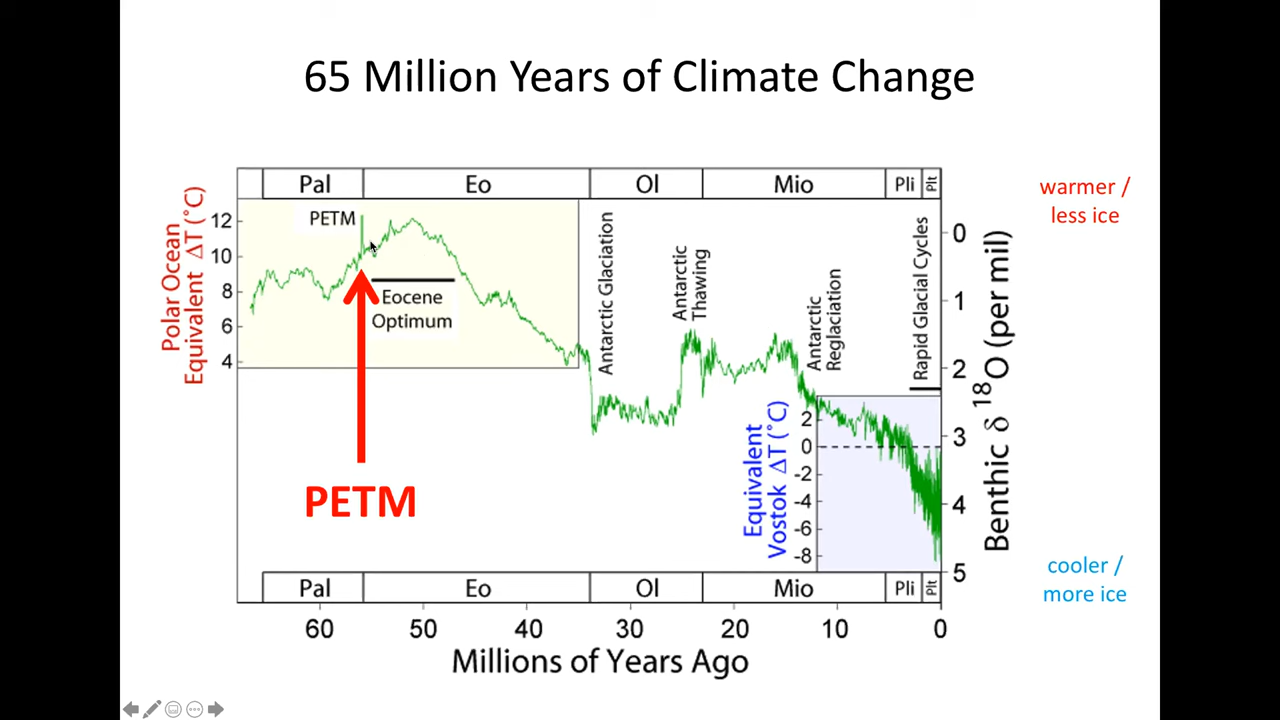 65 Million Years of Climate Change
Pal Eo Ol Mio Pli Plt
warmer /
less ice
Polar Ocean
Equivalent ΔT (˚C)
12
10
8
6
4
PETM
Eocene
Optimum
Antarctic Glaciation
Antarctic
Thawing
Antarctic
Reglaciation
Rapid Glacial Cycles
0
1
2
3
4
5
Benthic δ ¹⁸O (per mil)
PETM
Equivalent
Vostok ΔT (˚C)
2
0
-2
-4
-6
-8
cooler /
more ice
Pal Eo Ol Mio Pli Plt
60 50 40 30 20 10 0
Millions of Years Ago